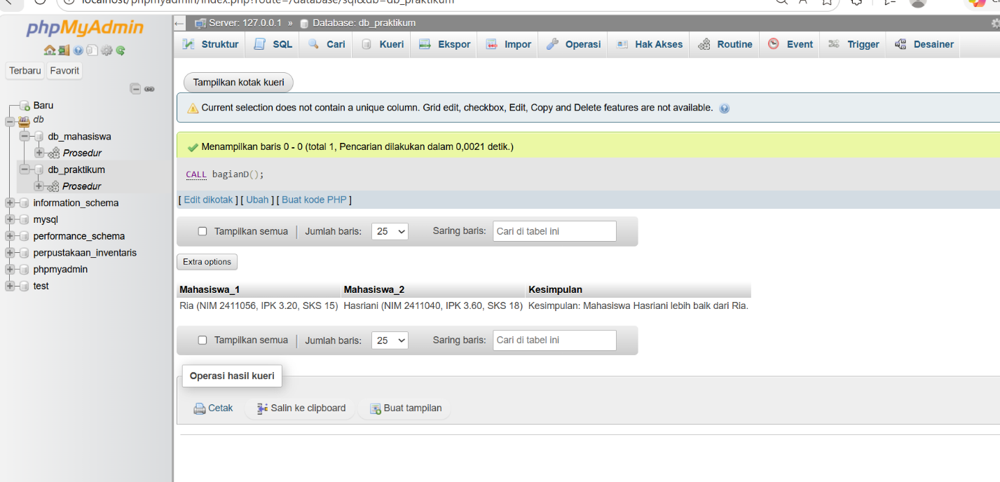 localhost/phpmyadmin/index.php?route=/database/sql&db=db_praktikum
phpMyAdmin
Terbaru Favorit
Baru
db
db_mahasiswa
Prosedur
db_praktikum
Prosedur
information_schema
mysql
performance_schema
perpustakaan_inventaris
phpmyadmin
test
Server: 127.0.0.1 » Database: db_praktikum
Struktur SQL Cari Kueri Ekspor Impor Operasi Hak Akses Routine Event Trigger Desainer
Tampilkan kotak kueri
Current selection does not contain a unique column. Grid edit, checkbox, Edit, Copy and Delete features are not available.
Menampilkan baris 0 - 0 (total 1, Pencarian dilakukan dalam 0,0021 detik.)
CALL bagianD();
[ Edit dikotak ] [ Ubah ] [ Buat kode PHP ]
Tampilkan semua | Jumlah baris: 25 Saring baris: Cari di tabel ini
Extra options
Mahasiswa_1 Mahasiswa_2 Kesimpulan
Ria (NIM 2411056, IPK 3.20, SKS 15) Hasriani (NIM 2411040, IPK 3.60, SKS 18) Kesimpulan: Mahasiswa Hasriani lebih baik dari Ria.
Tampilkan semua | Jumlah baris: 25 Saring baris: Cari di tabel ini
Operasi hasil kueri
Cetak Salin ke clipboard Buat tampilan